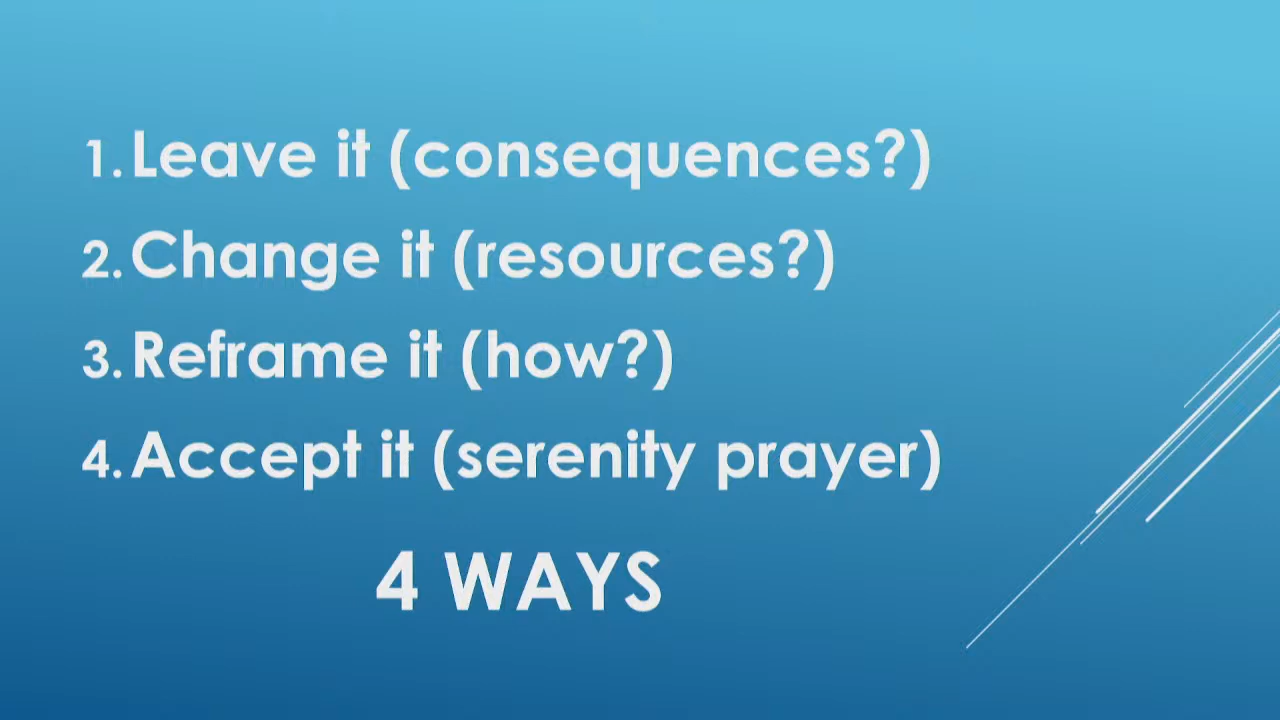 1. Leave it (consequences?)
2. Change it (resources?)
3. Reframe it (how?)
4. Accept it (serenity prayer)
4 WAYS